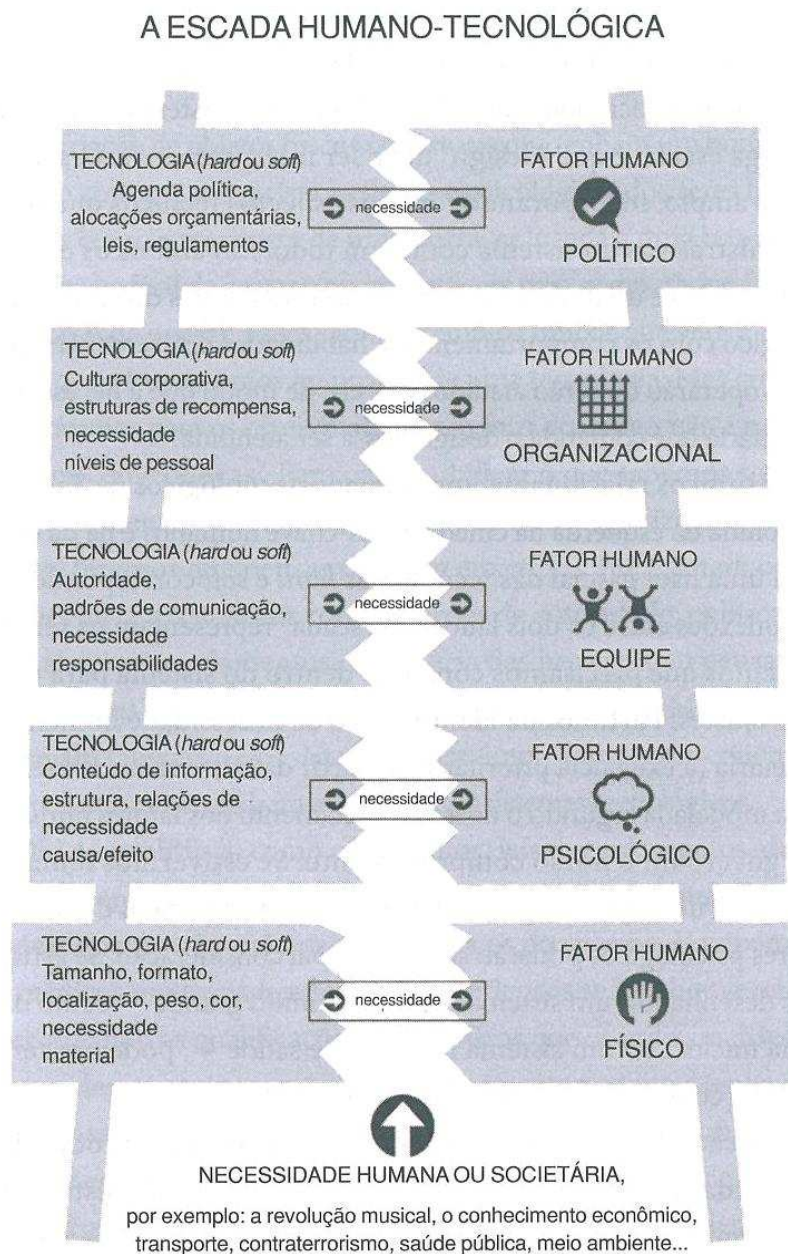 A ESCADA HUMANO-TECNOLÓGICA
TECNOLOGIA (hard ou soft)
Agenda política,
alocações orçamentárias,
leis, regulamentos
necessidade
FATOR HUMANO
POLÍTICO
TECNOLOGIA (hard ou soft)
Cultura corporativa,
estruturas de recompensa,
necessidade
níveis de pessoal
necessidade
FATOR HUMANO
ORGANIZACIONAL
TECNOLOGIA (hard ou soft)
Autoridade,
padrões de comunicação,
necessidade
responsabilidades
necessidade
FATOR HUMANO
EQUIPE
TECNOLOGIA (hard ou soft)
Conteúdo de informação,
estrutura, relações de
necessidade
causa/efeito
necessidade
FATOR HUMANO
PSICOLÓGICO
TECNOLOGIA (hard ou soft)
Tamanho, formato,
localização, peso, cor,
necessidade
material
necessidade
FATOR HUMANO
FÍSICO
NECESSIDADE HUMANA OU SOCIETÁRIA,
por exemplo: a revolução musical, o conhecimento econômico,
transporte, contraterrorismo, saúde pública, meio ambiente...